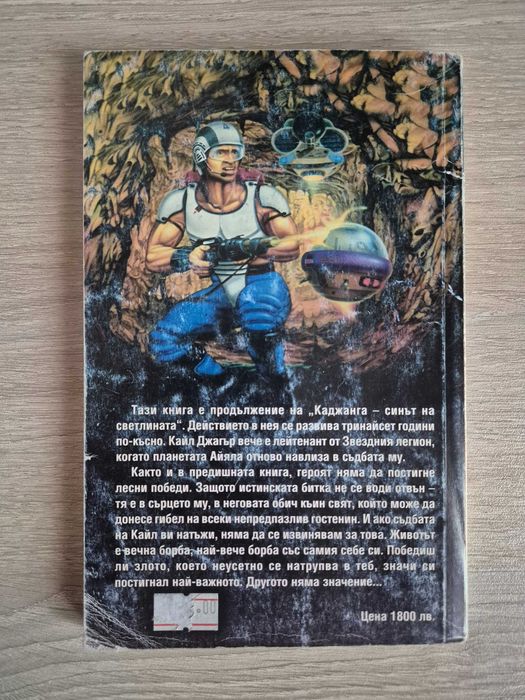 Тази книга е продължение на „Каджанга – синът на
светлината“. Действието в нея се развива тринайсет години
по-късно. Кайл Джагър вече е лейтенант от Звездния легион,
когато планетата Айяла отново навлиза в съдбата му.
Както и в предишната книга, героят няма да постигне
лесни победи. Защото истинската битка не се води отвън –
тя е в сърцето му, в неговата обич към свят, който може да
донесе гибел на всеки непредпазлив гостенин. И ако съдбата
на Кайл ви натъжи, няма да се извинявам за това. Животът
е вечна борба, най-вече борба със самия себе си. Победиш
ли злото, което неусетно се натрупва в теб, значи си
постигнал най-важното. Другото няма значение...
Цена 1800 лв.